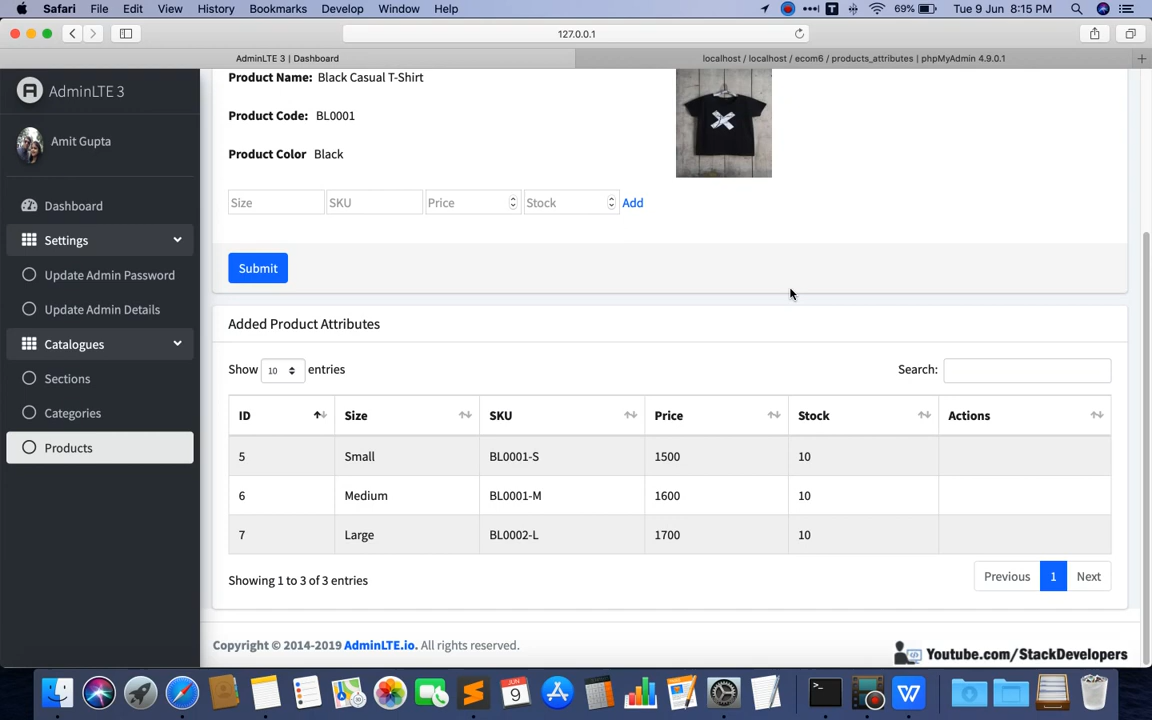 Safari File Edit View History Bookmarks Develop Window Help 69% Tue 9 Jun 8:15 PM
127.0.0.1
AdminLTE 3 | Dashboard
localhost / localhost / ecom6 / products_attributes | phpMyAdmin 4.9.0.1
AdminLTE 3
Amit Gupta
Dashboard
Settings
Update Admin Password
Update Admin Details
Catalogues
Sections
Categories
Products
Product Name: Black Casual T-Shirt
Product Code: BL0001
Product Color Black
Size SKU Price Stock Add
Submit
Added Product Attributes
Show 10 entries Search:
ID Size SKU Price Stock Actions
5 Small BL0001-S 1500 10
6 Medium BL0001-M 1600 10
7 Large BL0002-L 1700 10
Showing 1 to 3 of 3 entries Previous 1 Next
Copyright © 2014-2019 AdminLTE.io. All rights reserved.
Youtube.com/StackDevelopers